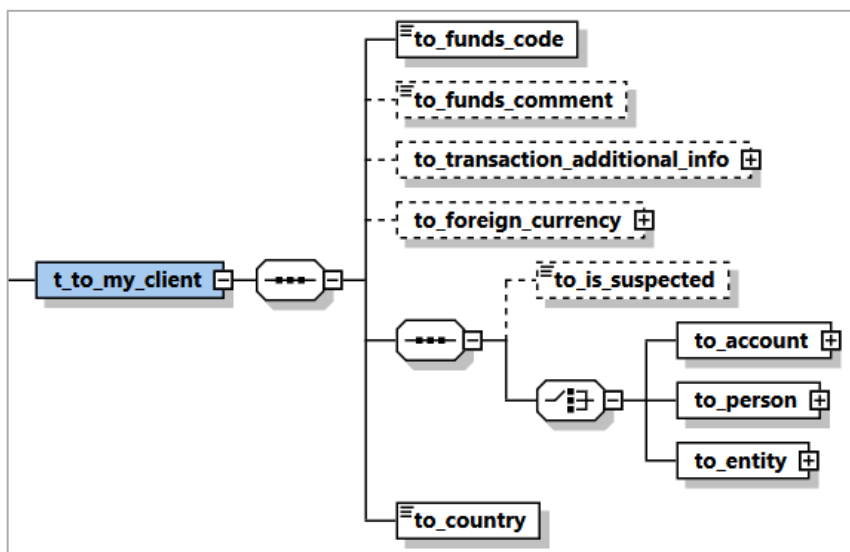 to_funds_code
to_funds_comment
to_transaction_additional_info
to_foreign_currency
t_to_my_client
to_is_suspected
to_account
to_person
to_entity
to_country